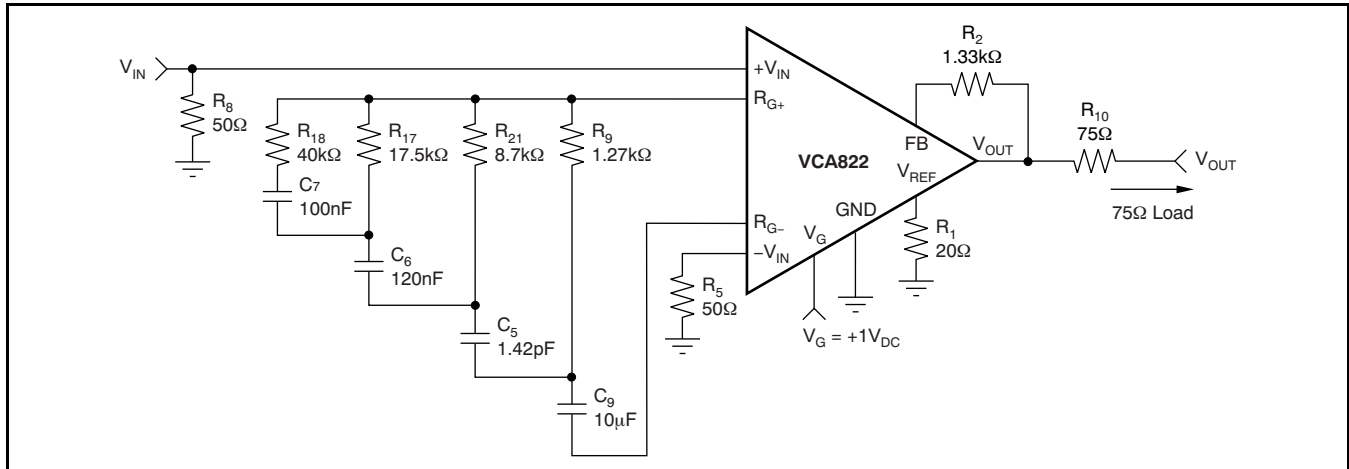 V_IN
R_8
50Ω
R_18
40kΩ
R_17
17.5kΩ
R_21
8.7kΩ
R_9
1.27kΩ
C_7
100nF
C_6
120nF
C_5
1.42pF
C_9
10µF
+V_IN
R_G+
R_G−
−V_IN
R_5
50Ω
VCA822
FB
V_OUT
V_REF
GND
V_G
R_2
1.33kΩ
R_10
75Ω
V_OUT
75Ω Load
R_1
20Ω
V_G = +1V_DC